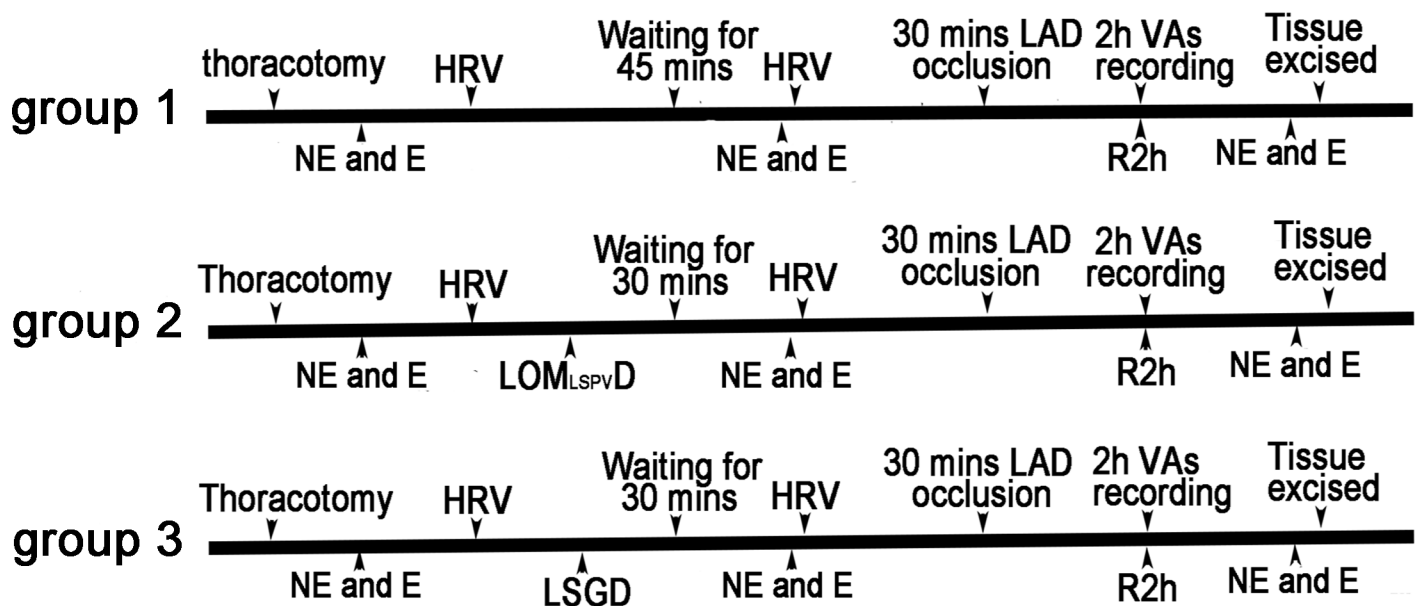 thoracotomy HRV Waiting for 45 mins HRV 30 mins LAD occlusion 2h VAs recording Tissue excised
group 1
NE and E NE and E R2h NE and E
Thoracotomy HRV Waiting for 30 mins HRV 30 mins LAD occlusion 2h VAs recording Tissue excised
group 2
NE and E LOMLSPVD NE and E R2h NE and E
Thoracotomy HRV Waiting for 30 mins HRV 30 mins LAD occlusion 2h VAs recording Tissue excised
group 3
NE and E LSGD NE and E R2h NE and E